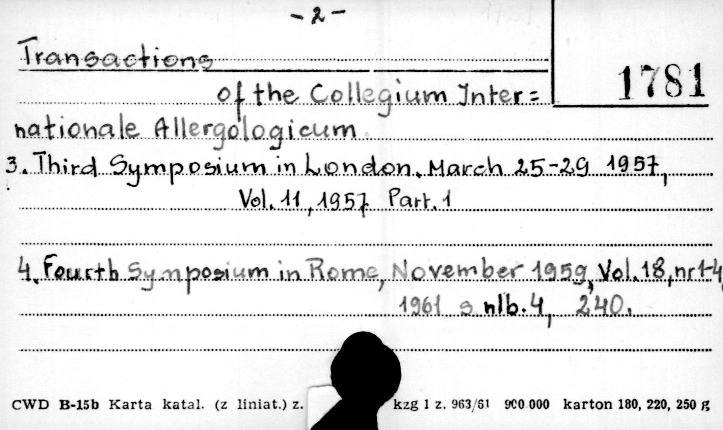 - 2 -
Transactions
1781
of the Collegium Inter=
nationale Allergologicum
3. Third Symposium in London, March 25-29 1957,
Vol. 11, 1957 Part. 1
4. Fourth Symposium in Rome, November 1959, Vol. 18, nr 1-4,
1961 s nlb. 4, 240.
CWD B-15b Karta katal. (z liniat.) z. kzg 1 z. 963/61 900.000 karton 180, 220, 250 g